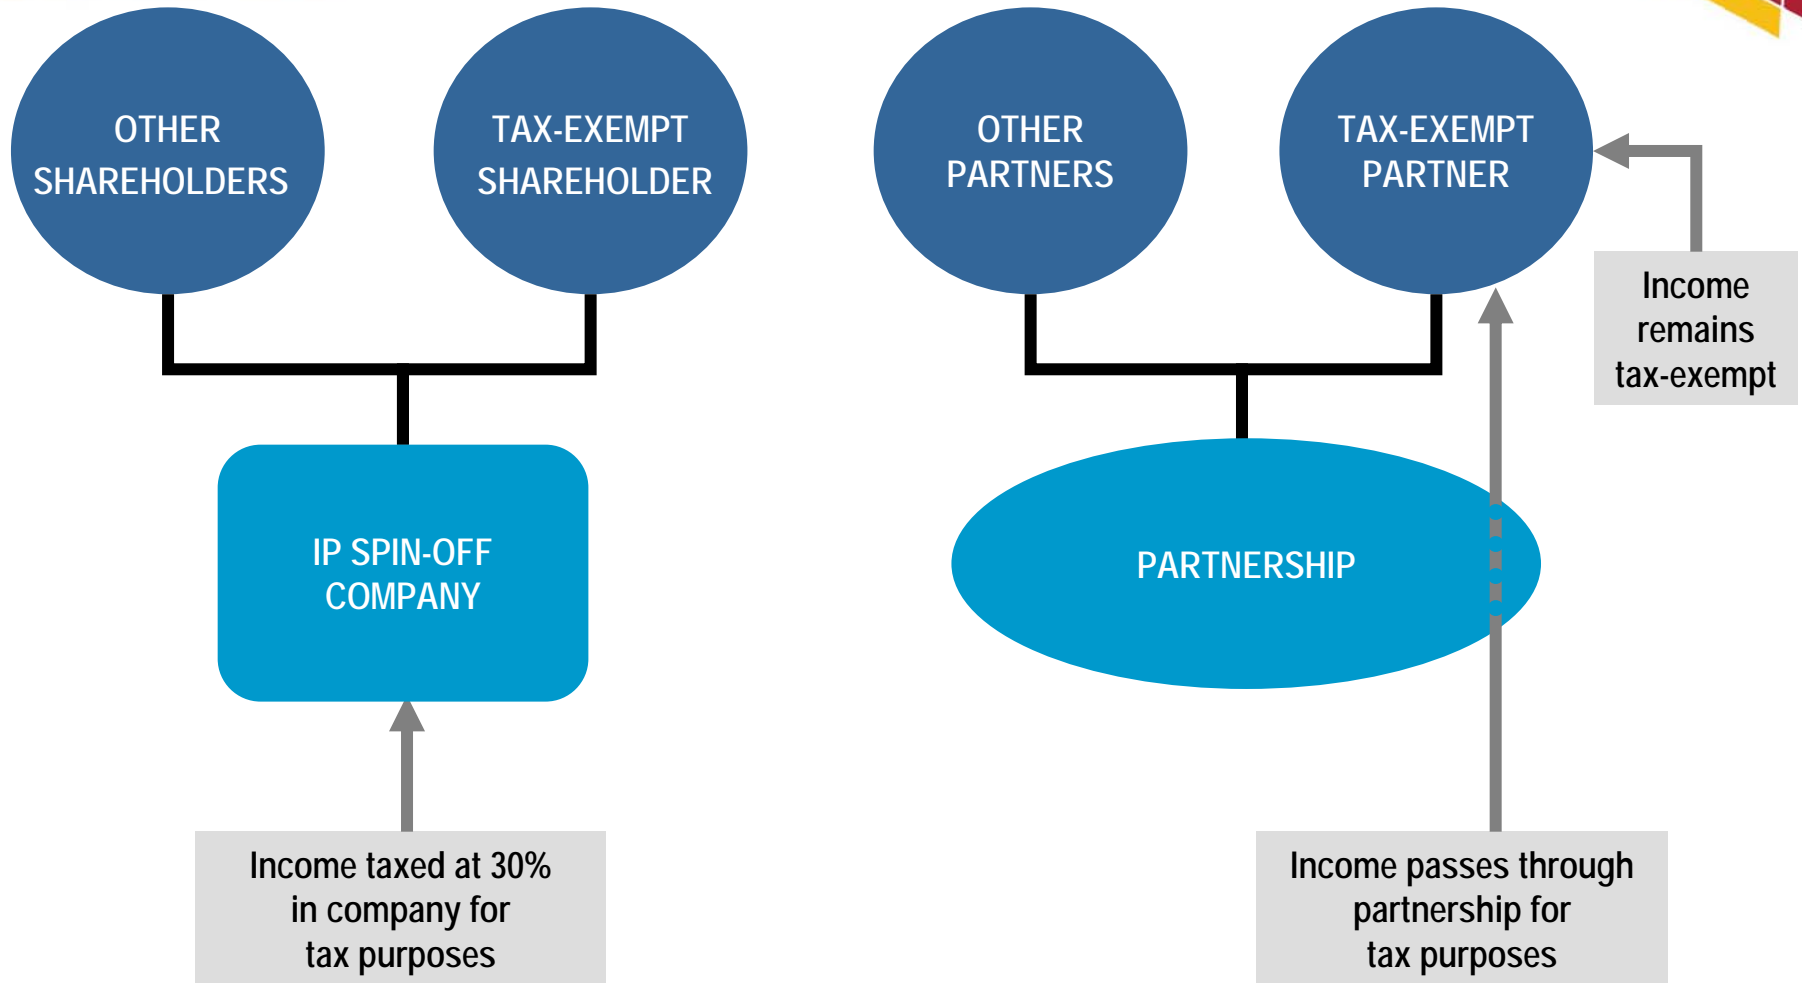 OTHER
SHAREHOLDERS
TAX-EXEMPT
SHAREHOLDER
OTHER
PARTNERS
TAX-EXEMPT
PARTNER
Income
remains
tax-exempt
IP SPIN-OFF
COMPANY
PARTNERSHIP
Income taxed at 30%
in company for
tax purposes
Income passes through
partnership for
tax purposes